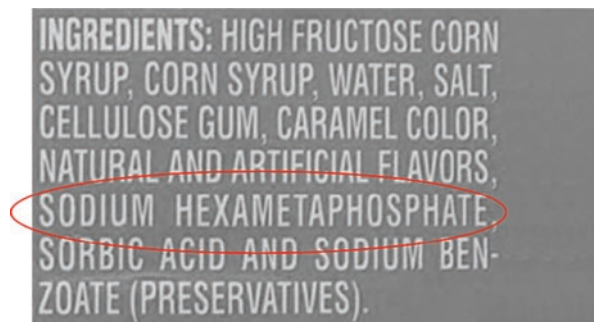 INGREDIENTS: HIGH FRUCTOSE CORN
SYRUP, CORN SYRUP, WATER, SALT,
CELLULOSE GUM, CARAMEL COLOR,
NATURAL AND ARTIFICIAL FLAVORS,
SODIUM HEXAMETAPHOSPHATE,
SORBIC ACID AND SODIUM BEN-
ZOATE (PRESERVATIVES).